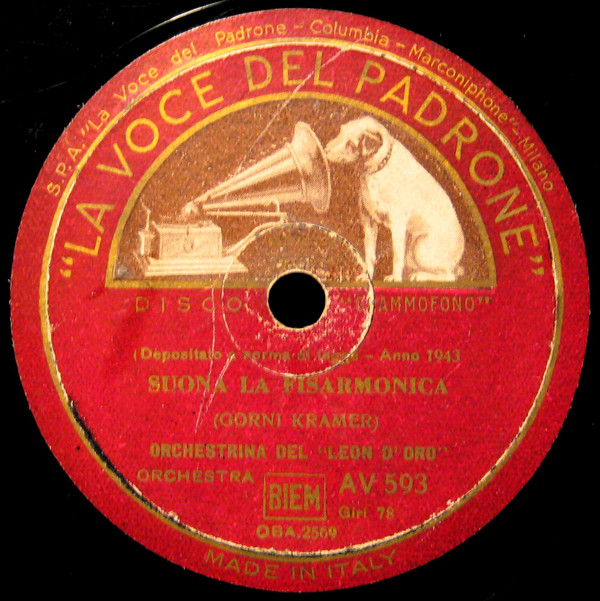 S.P.A. "La Voce del Padrone - Columbia - Marconiphone" - Milano
"LA VOCE DEL PADRONE"
DISCO "GRAMMOFONO"
(Depositato a norma di legge - Anno 1943
SUONA LA FISARMONICA
(GORNI KRAMER)
ORCHESTRINA DEL "LEON D'ORO"
ORCHESTRA
BIEM
AV 593
Giri 78
OBA.2569
MADE IN ITALY